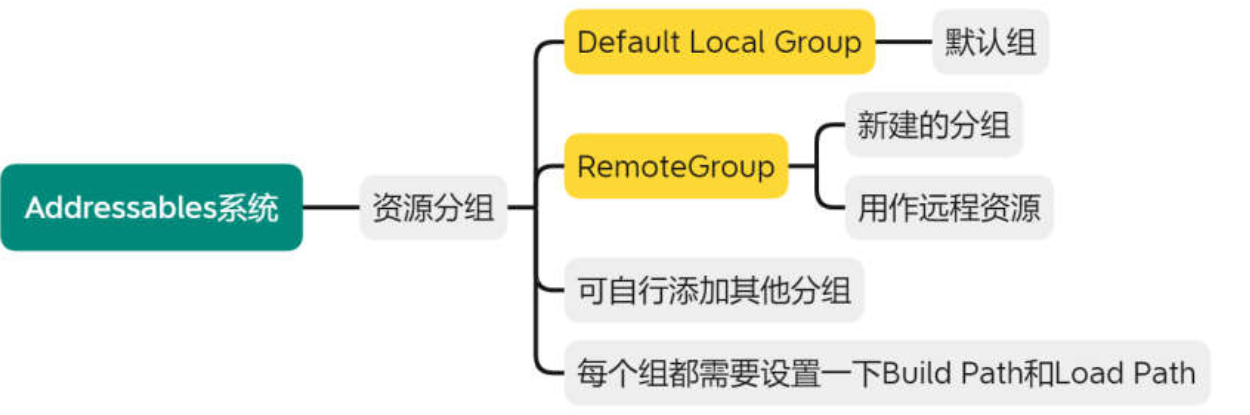 Addressables系统
资源分组
Default Local Group
默认组
RemoteGroup
新建的分组
用作远程资源
可自行添加其他分组
每个组都需要设置一下Build Path和Load Path